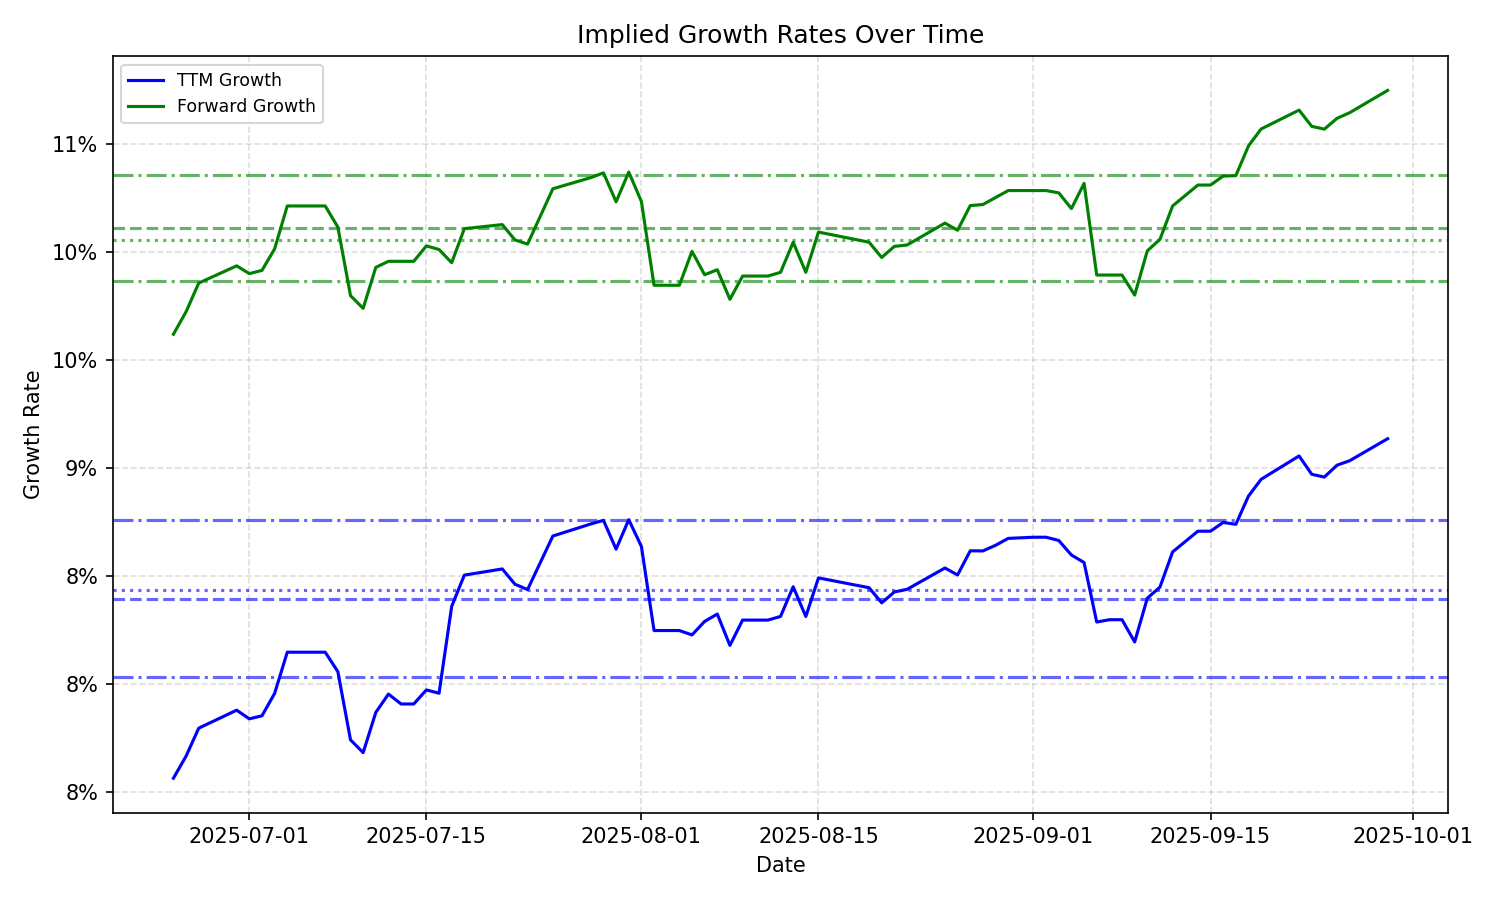 Implied Growth Rates Over Time
TTM Growth
Forward Growth
11%
10%
10%
9%
8%
8%
8%
Growth Rate
2025-07-01
2025-07-15
2025-08-01
2025-08-15
2025-09-01
2025-09-15
2025-10-01
Date